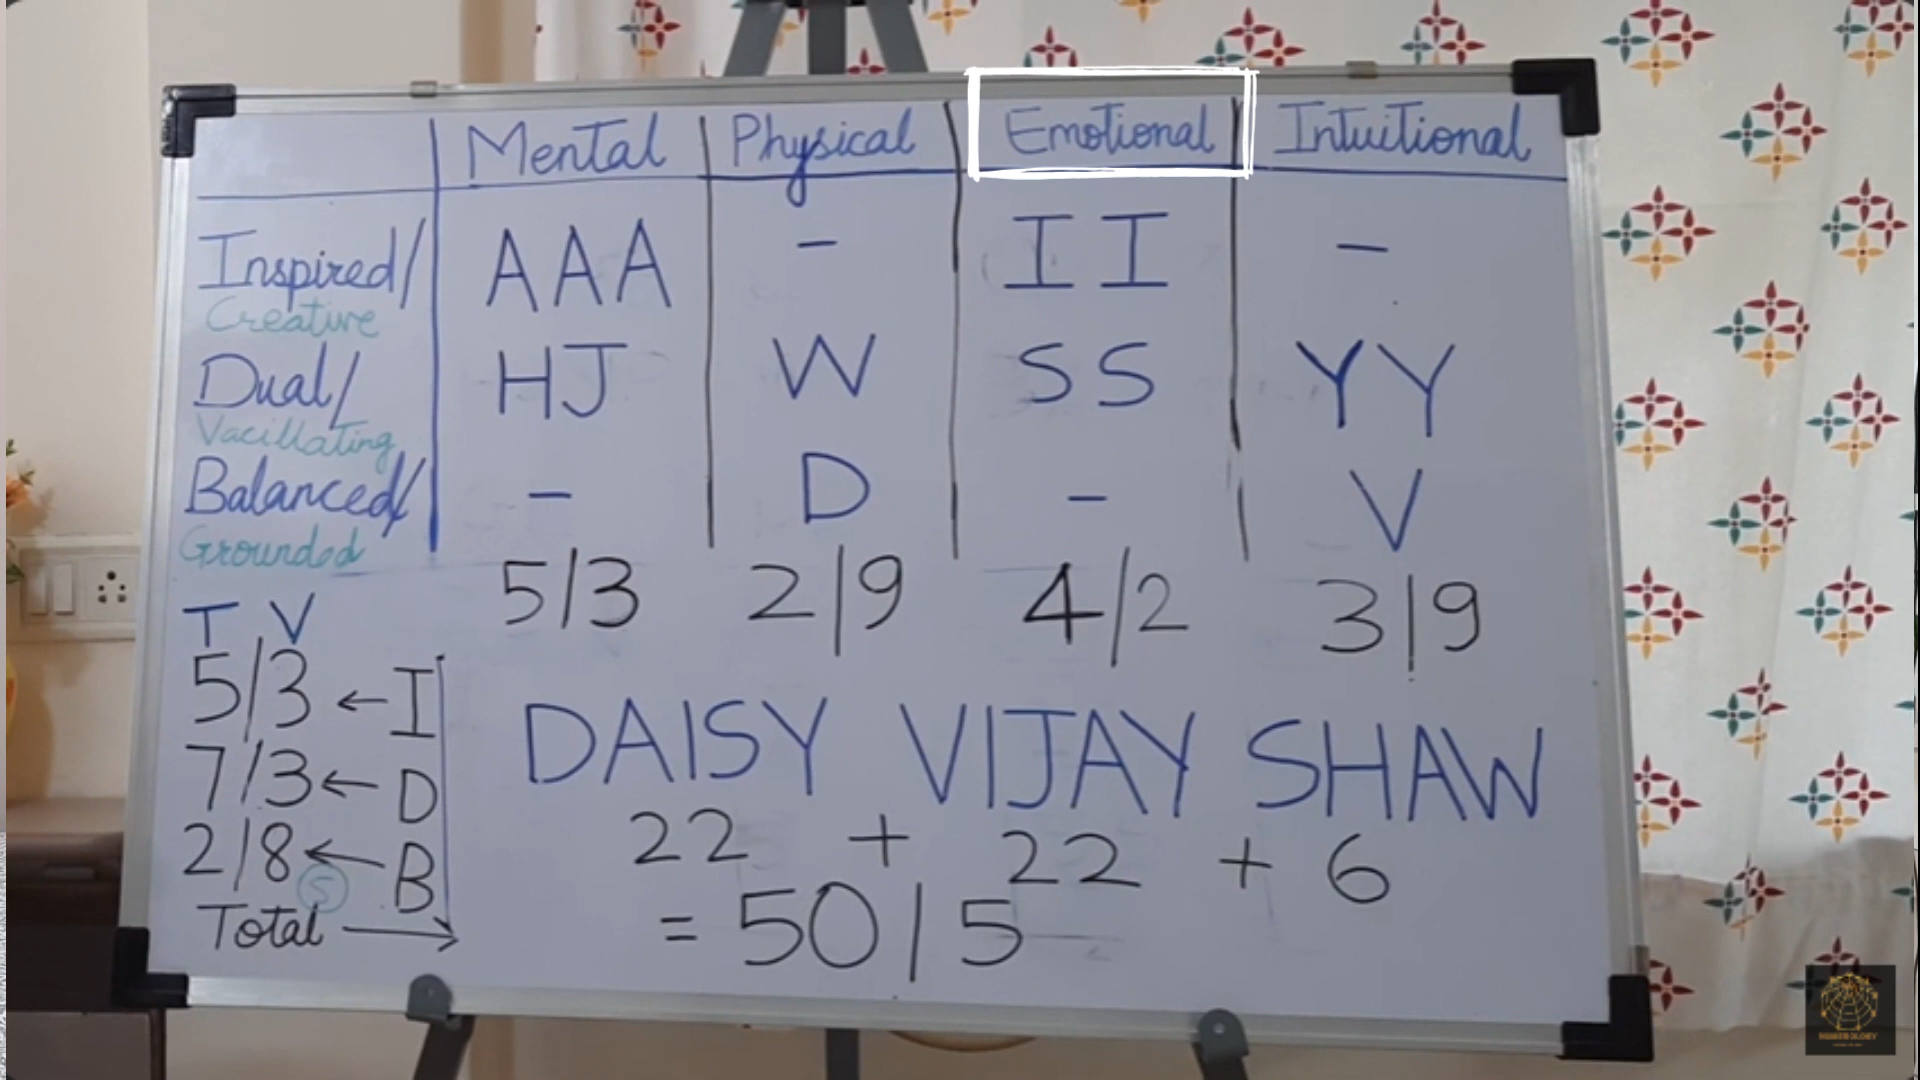 Mental Physical Emotional Intuitional
Inspired/ AAA - II -
Creative
Dual/ HJ W SS YY
Vacillating
Balanced/ - D - V
Grounded
5/3 2|9 4/2 3|9
T V
5/3 ← I
7/3 ← D
2/8 ← B
5
Total →
DAISY VIJAY SHAW
22 + 22 + 6
= 50/5